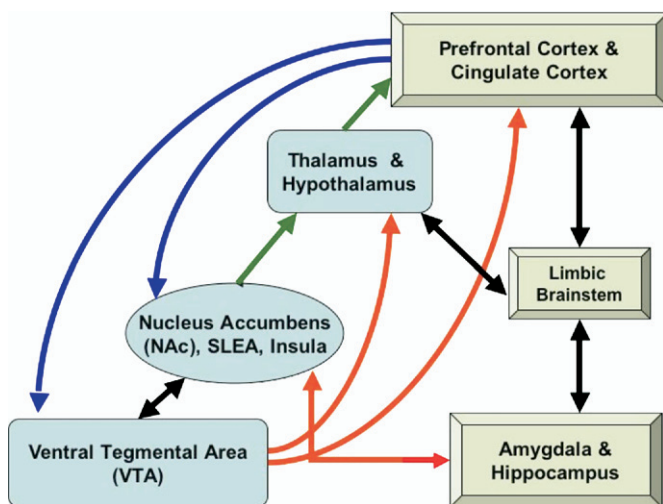 Prefrontal Cortex &
Cingulate Cortex
Thalamus &
Hypothalamus
Limbic
Brainstem
Nucleus Accumbens
(NAc), SLEA, Insula
Ventral Tegmental Area
(VTA)
Amygdala &
Hippocampus